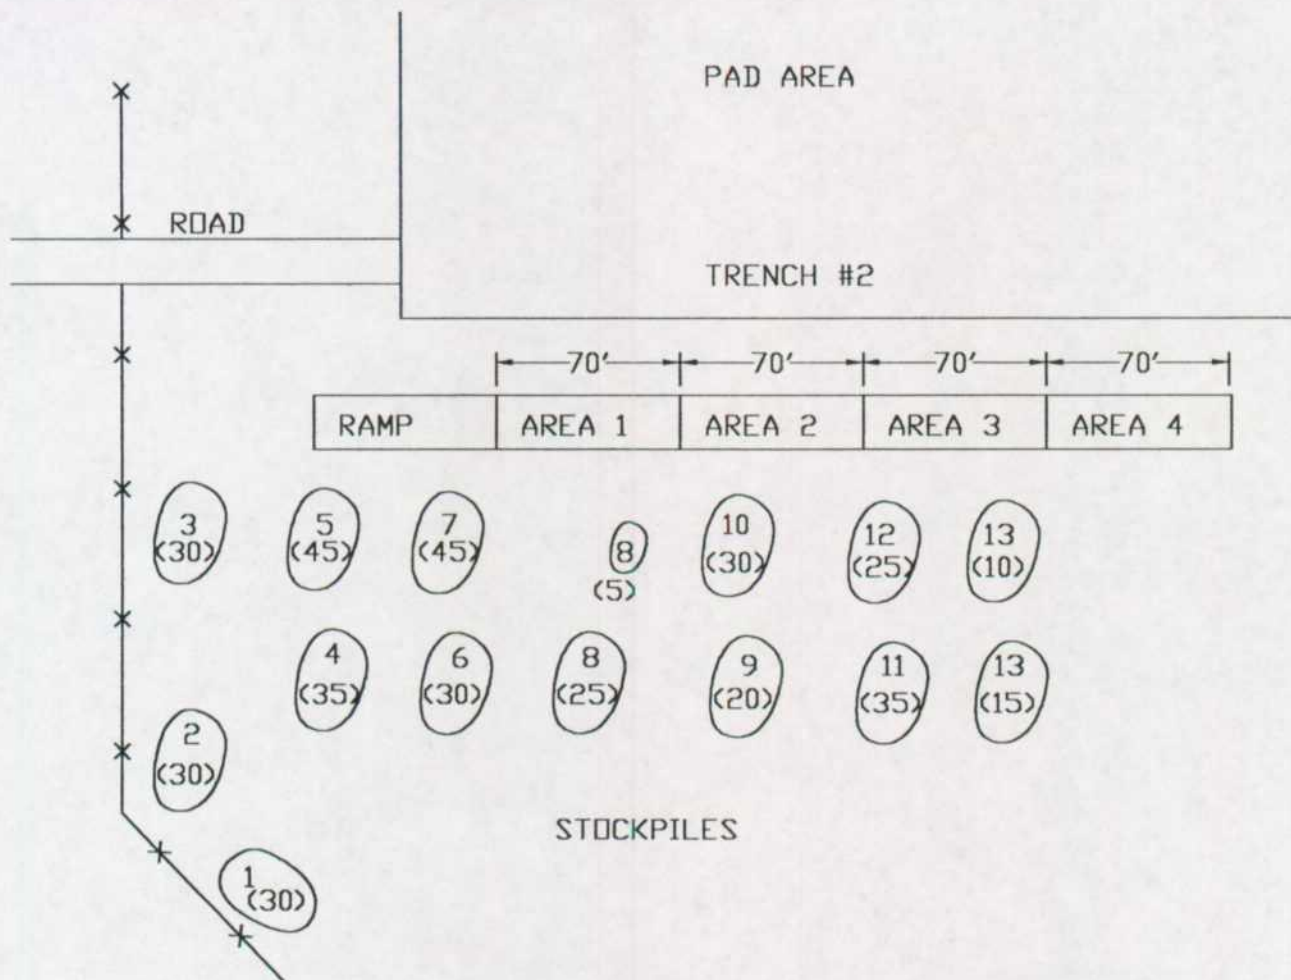 PAD AREA
ROAD
TRENCH #2
70' 70' 70' 70'
RAMP AREA 1 AREA 2 AREA 3 AREA 4
3 5 7 8 10 12 13
(30) (45) (45) (5) (30) (25) (10)
4 6 8 9 11 13
(35) (30) (25) (20) (35) (15)
2
(30)
STOCKPILES
1
(30)